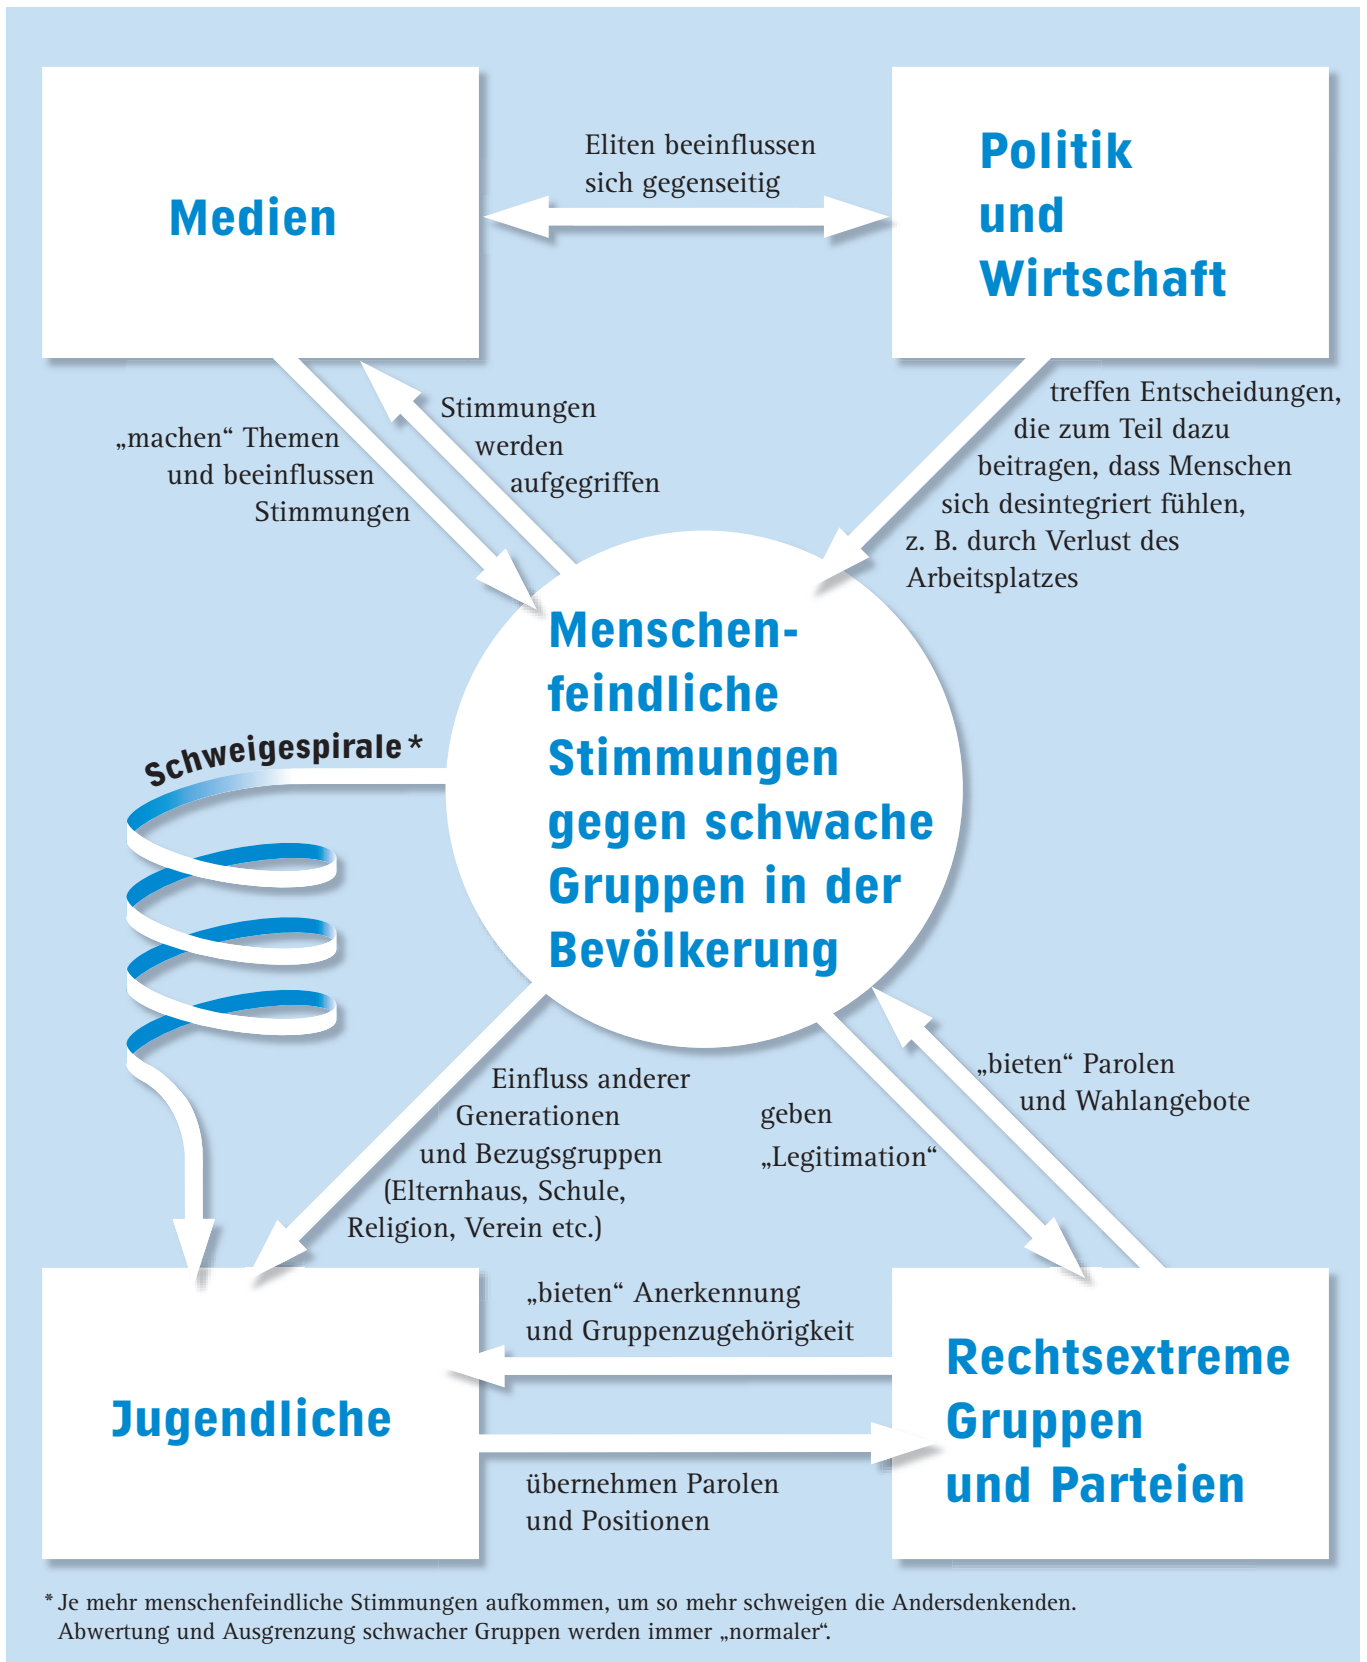 Medien
Eliten beeinflussen
sich gegenseitig
Politik
und
Wirtschaft
„machen“ Themen
und beeinflussen
Stimmungen
Stimmungen
werden
aufgegriffen
treffen Entscheidungen,
die zum Teil dazu
beitragen, dass Menschen
sich desintegriert fühlen,
z. B. durch Verlust des
Arbeitsplatzes
Menschen-
feindliche
Stimmungen
gegen schwache
Gruppen in der
Bevölkerung
Schweigespirale*
Einfluss anderer
Generationen
und Bezugsgruppen
(Elternhaus, Schule,
Religion, Verein etc.)
geben
„Legitimation“
„bieten“ Parolen
und Wahlangebote
Jugendliche
„bieten“ Anerkennung
und Gruppenzugehörigkeit
übernehmen Parolen
und Positionen
Rechtsextreme
Gruppen
und Parteien
* Je mehr menschenfeindliche Stimmungen aufkommen, um so mehr schweigen die Andersdenkenden.
Abwertung und Ausgrenzung schwacher Gruppen werden immer „normaler“.